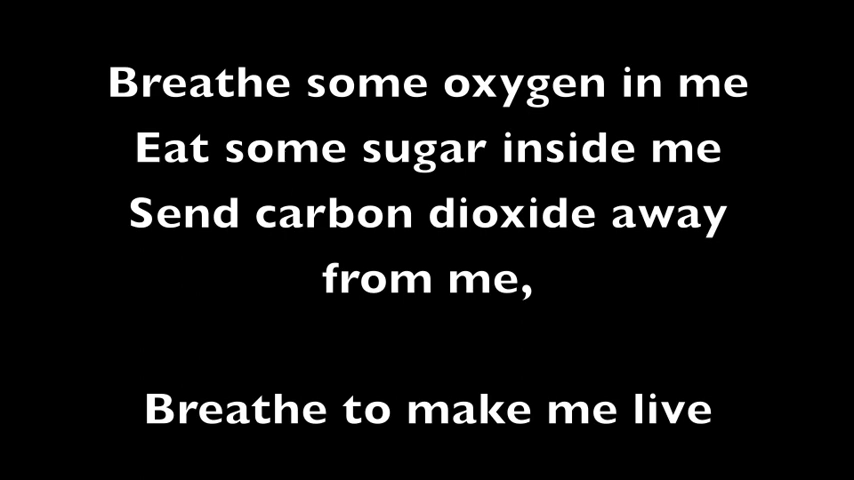 Breathe some oxygen in me
Eat some sugar inside me
Send carbon dioxide away
from me,
Breathe to make me live